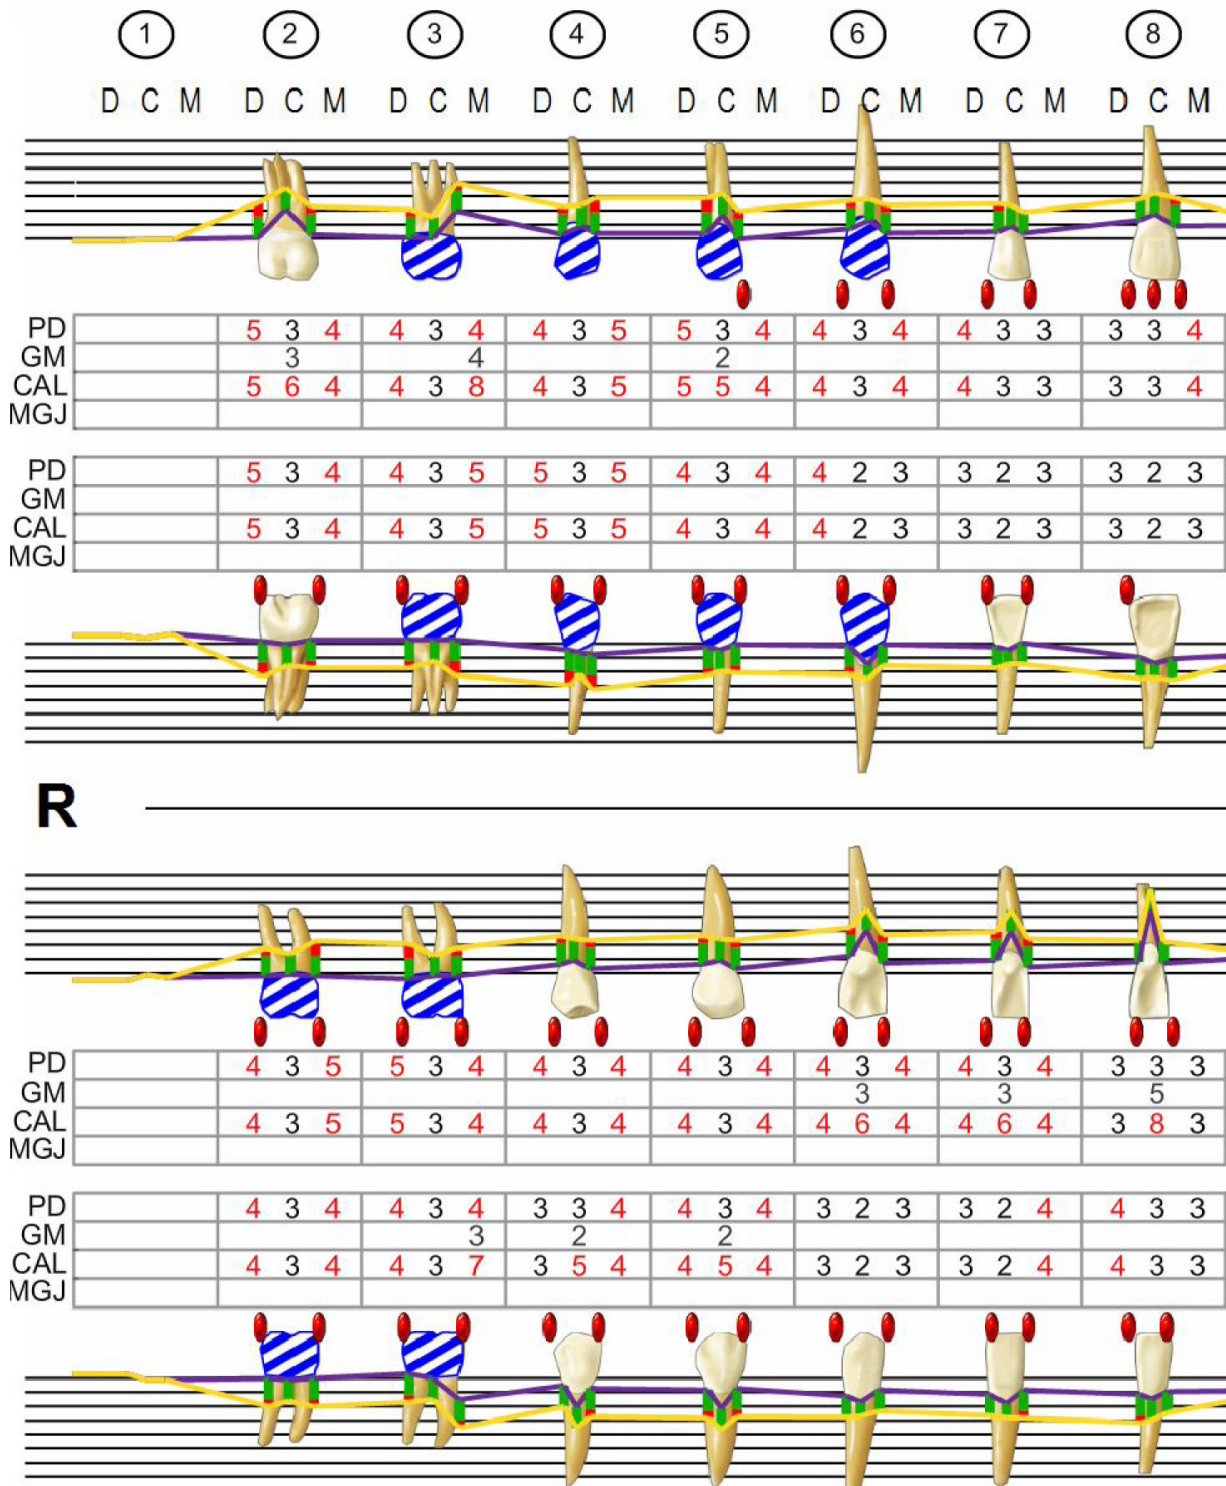 1 2 3 4 5 6 7 8
D C M D C M D C M D C M D C M D C M D C M D C M
PD 5 3 4 4 3 4 4 3 5 5 3 4 4 3 4 4 3 3 3 3 4
GM 3 4 2
CAL 5 6 4 4 3 8 4 3 5 5 5 4 4 3 4 4 3 3 3 3 4
MGJ
PD 5 3 4 4 3 5 5 3 5 4 3 4 4 2 3 3 2 3 3 2 3
GM
CAL 5 3 4 4 3 5 5 3 5 4 3 4 4 2 3 3 2 3 3 2 3
MGJ
R
PD 4 3 5 5 3 4 4 3 4 4 3 4 4 3 4 4 3 4 3 3 3
GM 3 3 5
CAL 4 3 5 5 3 4 4 3 4 4 3 4 4 6 4 4 6 4 3 8 3
MGJ
PD 4 3 4 4 3 4 3 3 4 4 3 4 3 2 3 3 2 4 4 3 3
GM 3 2 2
CAL 4 3 4 4 3 7 3 5 4 4 5 4 3 2 3 3 2 4 4 3 3
MGJ